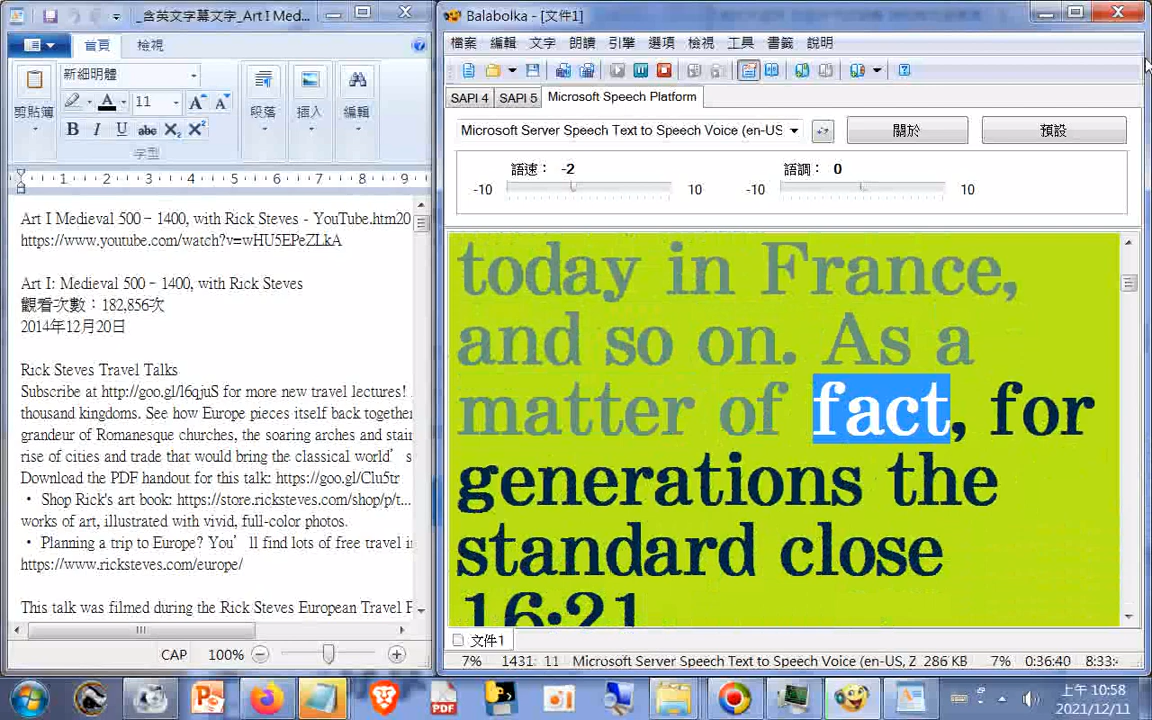 _含英文字幕文字_Art I Med...
首頁
檢視
新細明體
11
剪貼簿
段落
插入
編輯
字型
1 2 3 4 5 6 7 8 9
Art I Medieval 500–1400, with Rick Steves - YouTube.htm20
https://www.youtube.com/watch?v=wHU5EPeZLkA
Art I: Medieval 500–1400, with Rick Steves
觀看次數：182,856次
2014年12月20日
Rick Steves Travel Talks
Subscribe at http://goo.gl/l6qjuS for more new travel lectures!
thousand kingdoms. See how Europe pieces itself back together
grandeur of Romanesque churches, the soaring arches and stai
rise of cities and trade that would bring the classical world's
Download the PDF handout for this talk: https://goo.gl/Clu5tr
• Shop Rick's art book: https://store.ricksteves.com/shop/p/t...
works of art, illustrated with vivid, full-color photos.
• Planning a trip to Europe? You'll find lots of free travel i
https://www.ricksteves.com/europe/
This talk was filmed during the Rick Steves European Travel F
CAP 100%
Balabolka - [文件1]
檔案 編輯 文字 朗讀 引擎 選項 檢視 工具 書籤 說明
SAPI 4 SAPI 5 Microsoft Speech Platform
Microsoft Server Speech Text to Speech Voice (en-US
關於
預設
語速： -2
語調： 0
-10 10 -10 10
today in France,
and so on. As a
matter of fact, for
generations the
standard close
16:21
文件1
7% 1431: 11 Microsoft Server Speech Text to Speech Voice (en-US, Z 286 KB 7% 0:36:40 8:33:
上午 10:58
2021/12/11